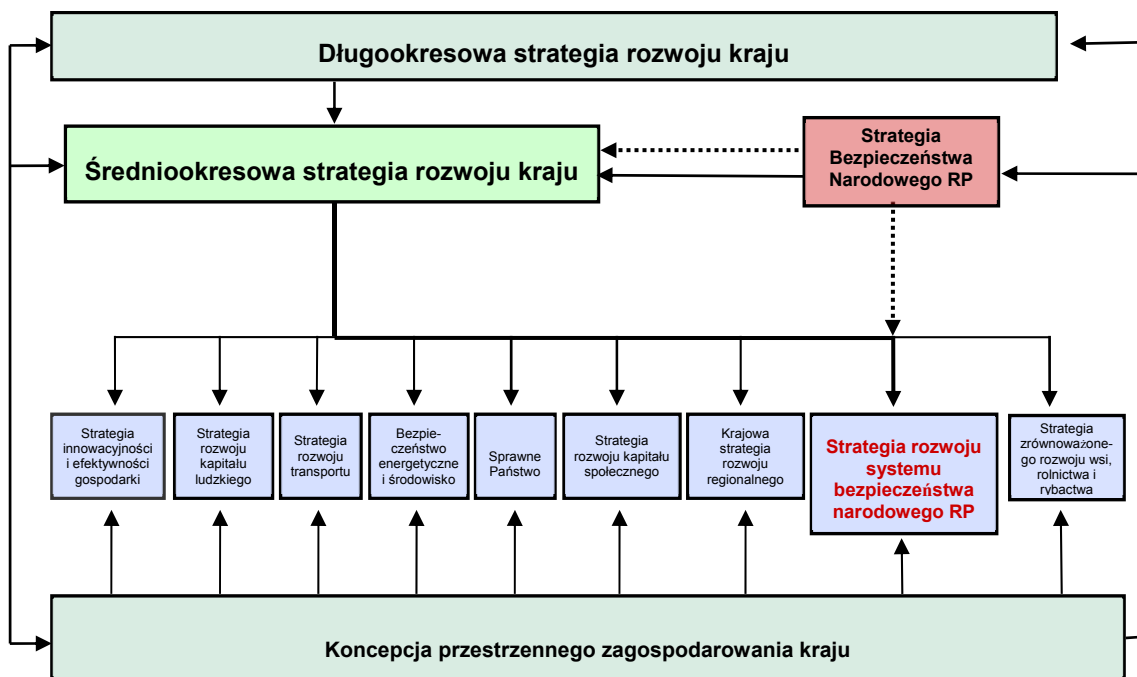 Długookresowa strategia rozwoju kraju
Średniookresowa strategia rozwoju kraju
Strategia
Bezpieczeństwa
Narodowego RP
Strategia
innowacyjności
i efektywności
gospodarki
Strategia
rozwoju
kapitalu
ludzkiego
Strategia
rozwoju
transportu
Bezpie-
czeństwo
energetyczne
i środowisko
Sprawne
Państwo
Strategia
rozwoju kapitału
społecznego
Krajowa
strategia
rozwoju
regionalnego
Strategia rozwoju
systemu
bezpieczeństwa
narodowego RP
Strategia
zrównoważone-
ego rozwoju wsi,
rolnictwa i
rybactwa
Koncepcja przestrzennego zagospodarowania kraju